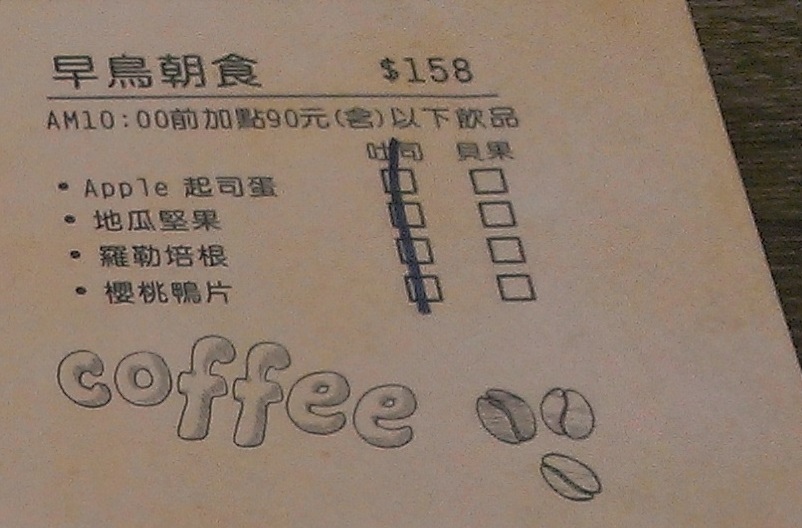 早鳥朝食 $158
AM10:00前加點90元(含)以下飲品
吐司 貝果
• Apple 起司蛋
• 地瓜堅果
• 羅勒培根
• 櫻桃鴨片
coffee